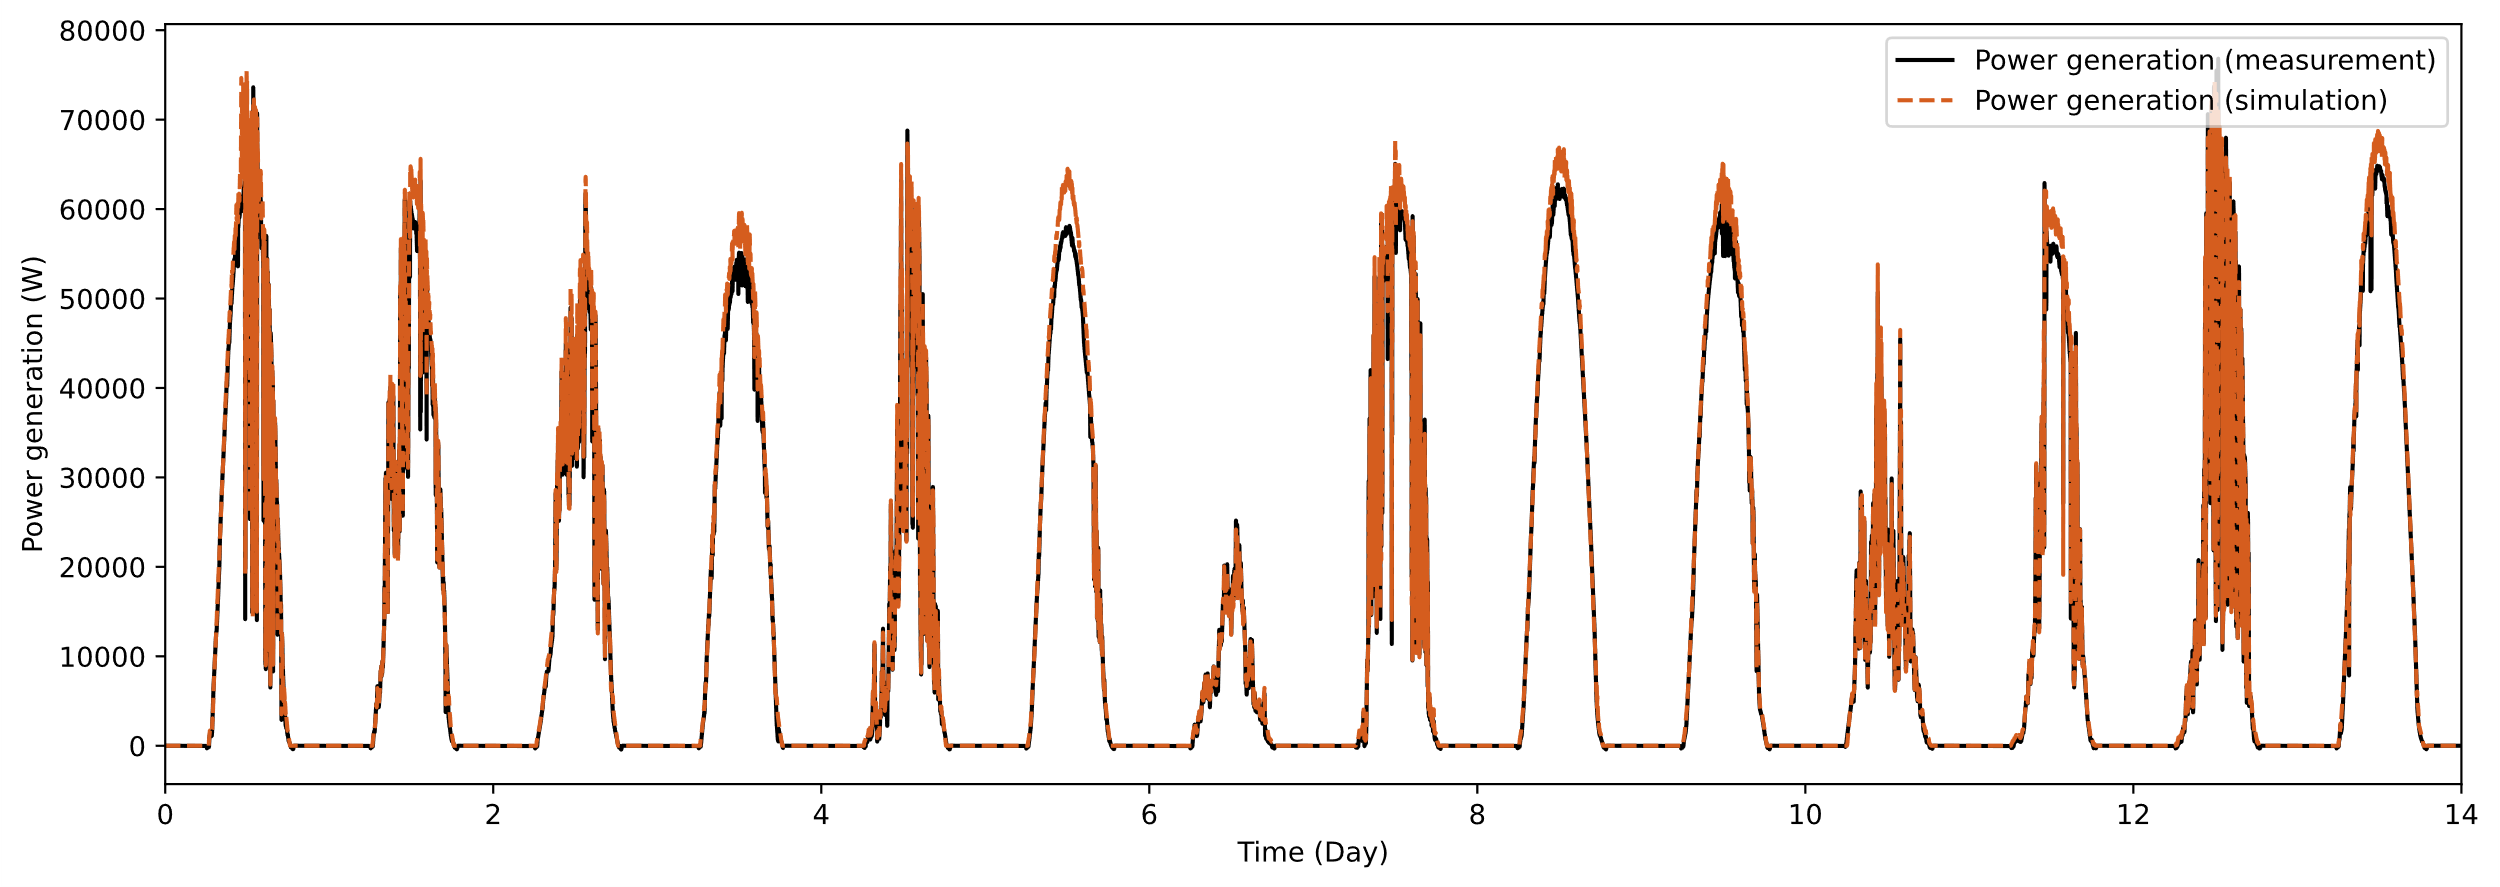 80000
70000
60000
50000
40000
30000
20000
10000
0
Power generation (W)
Power generation (measurement)
Power generation (simulation)
0 2 4 6 8 10 12 14
Time (Day)